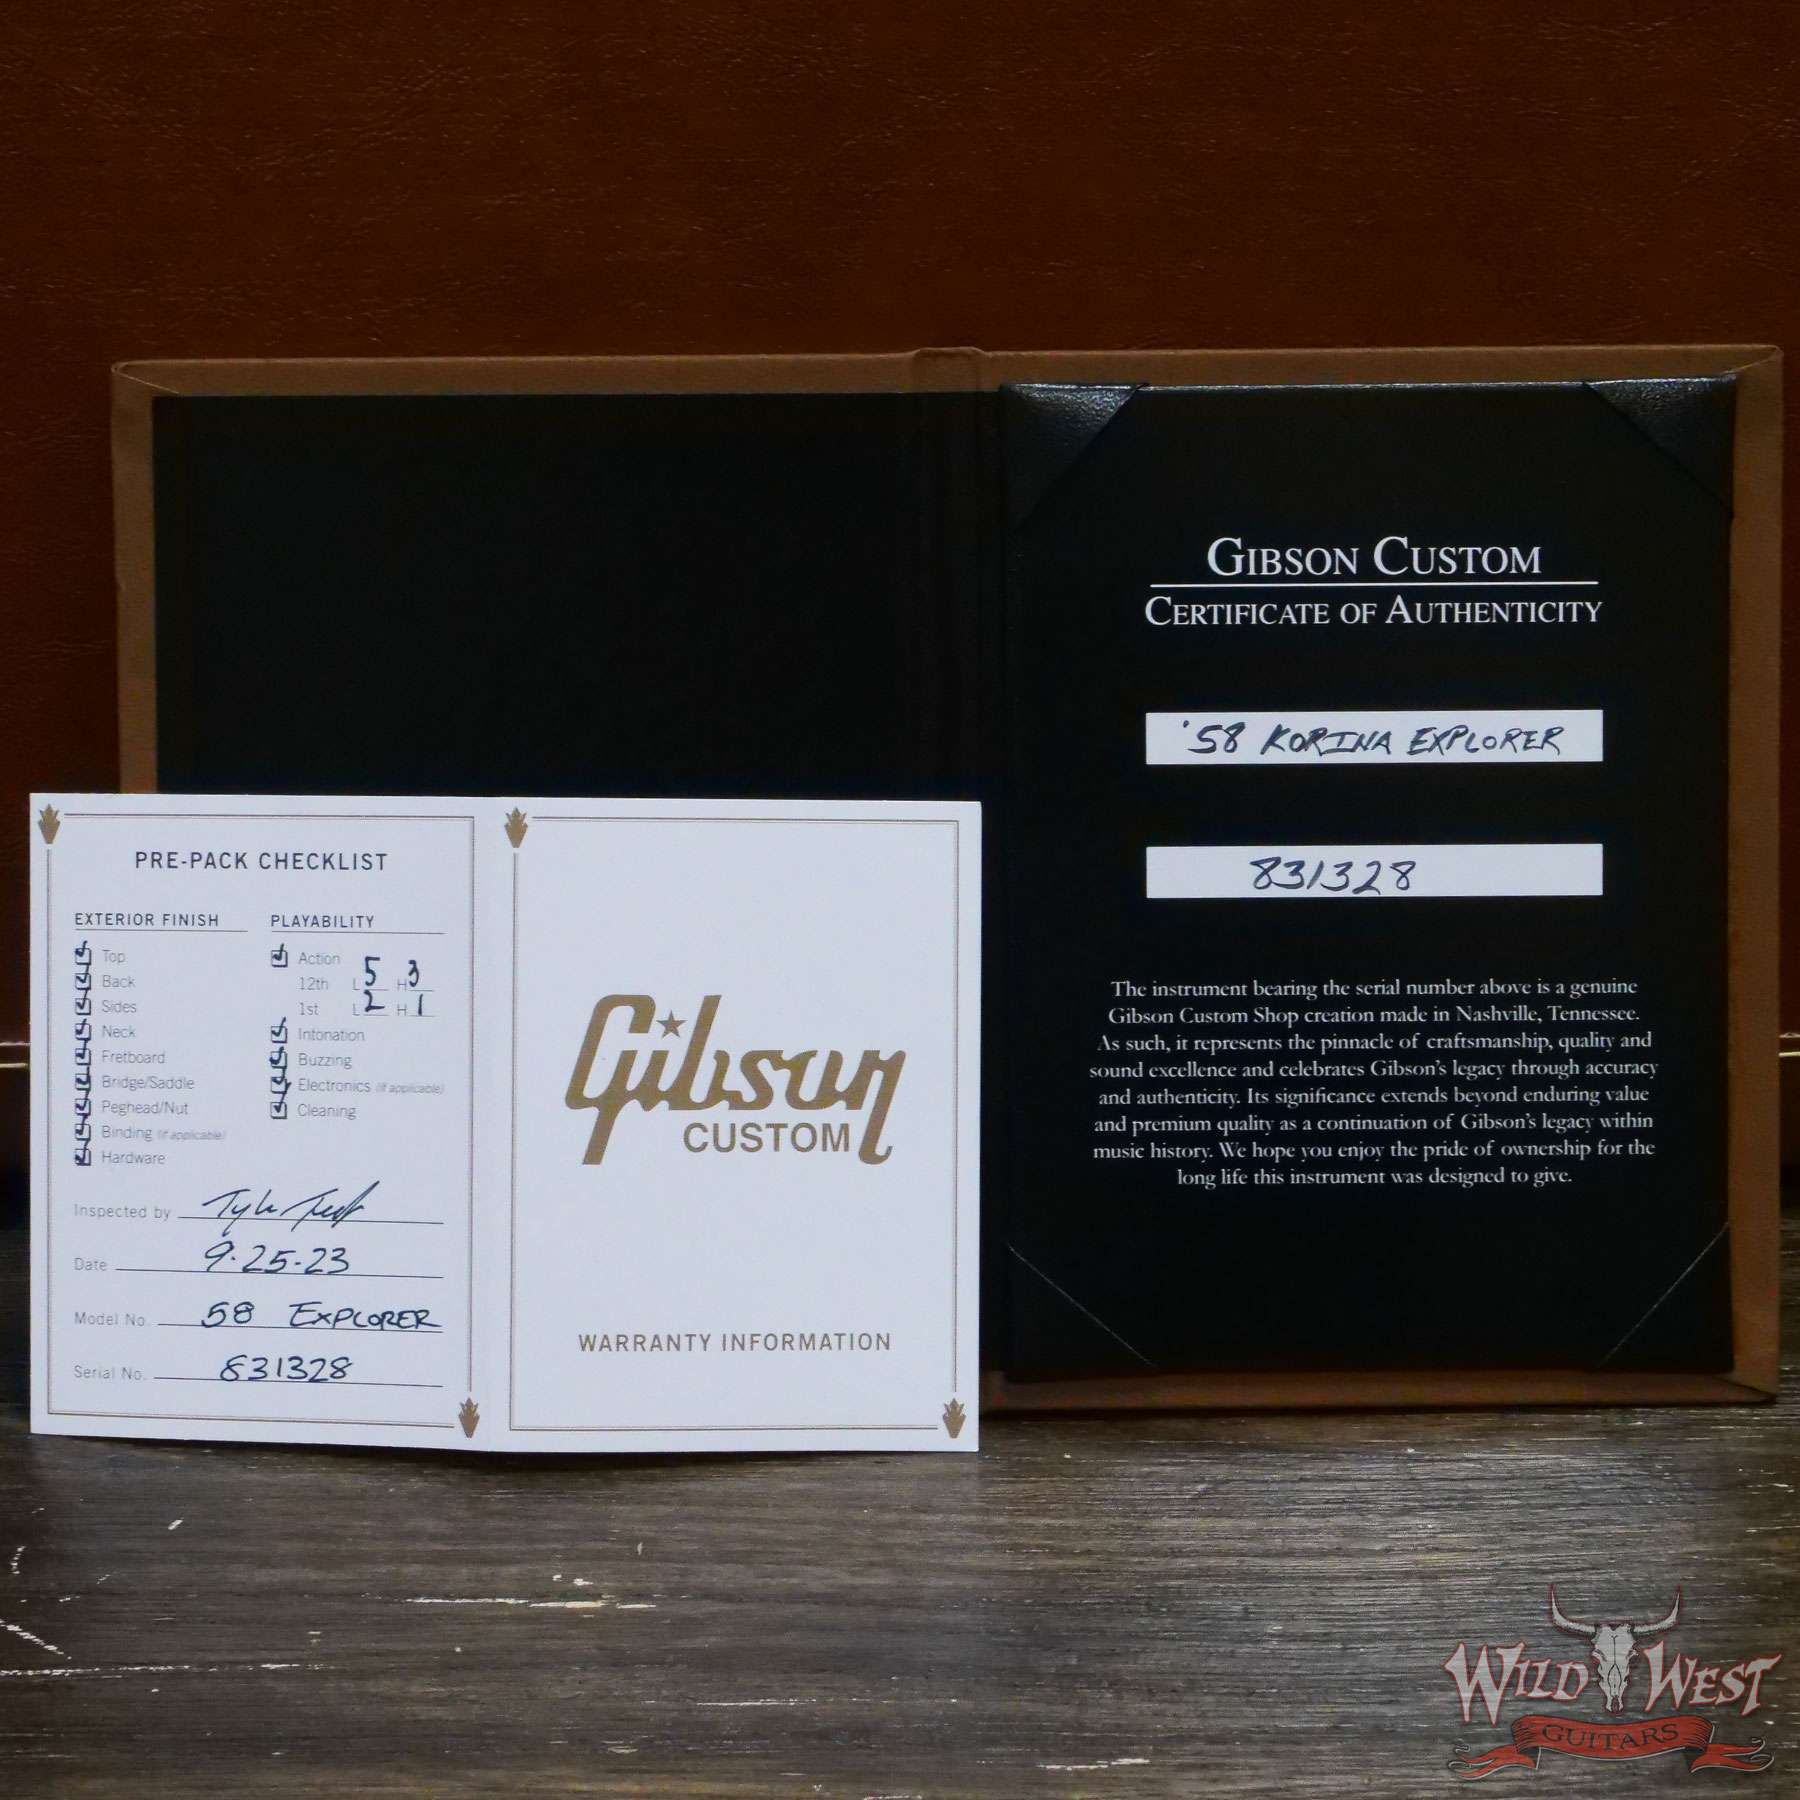 PRE-PACK CHECKLIST
EXTERIOR FINISH
Top
Back
Sides
Neck
Fretboard
Bridge/Saddle
Peghead/Nut
Binding (if applicable)
Hardware
PLAYABILITY
Action
12th L 5 H 3
1st L 2 H 1
Intonation
Buzzing
Electronics (if applicable)
Cleaning
Inspected by
Date 9-25-23
Model No. 58 EXPLORER
Serial No. 831328
Gibson
CUSTOM
WARRANTY INFORMATION
GIBSON CUSTOM
CERTIFICATE OF AUTHENTICITY
'58 KORINA EXPLORER
831328
The instrument bearing the serial number above is a genuine
Gibson Custom Shop creation made in Nashville, Tennessee.
As such, it represents the pinnacle of craftsmanship, quality and
sound excellence and celebrates Gibson's legacy through accuracy
and authenticity. Its significance extends beyond enduring value
and premium quality as a continuation of Gibson's legacy within
music history. We hope you enjoy the pride of ownership for the
long life this instrument was designed to give.
WILD WEST
GUITARS